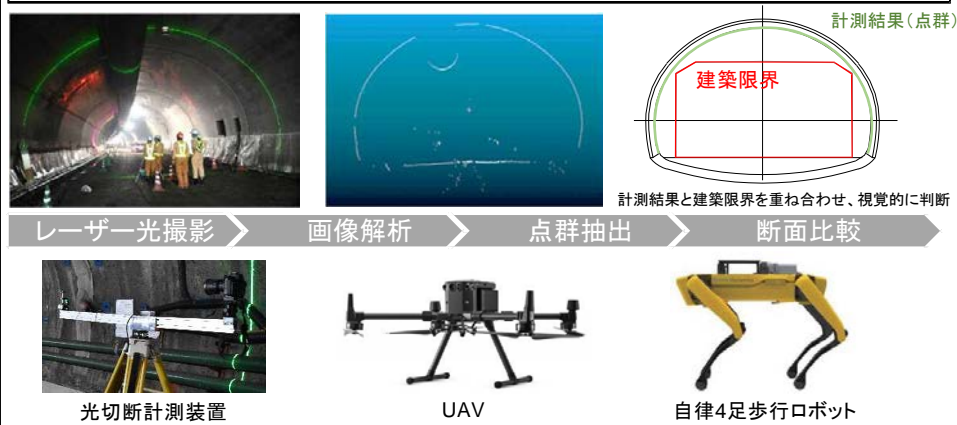 計測結果(点群)
建築限界
計測結果と建築限界を重ね合わせ、視覚的に判断
レーザー光撮影
画像解析
点群抽出
断面比較
光切断計測装置
UAV
自律4足歩行ロボット